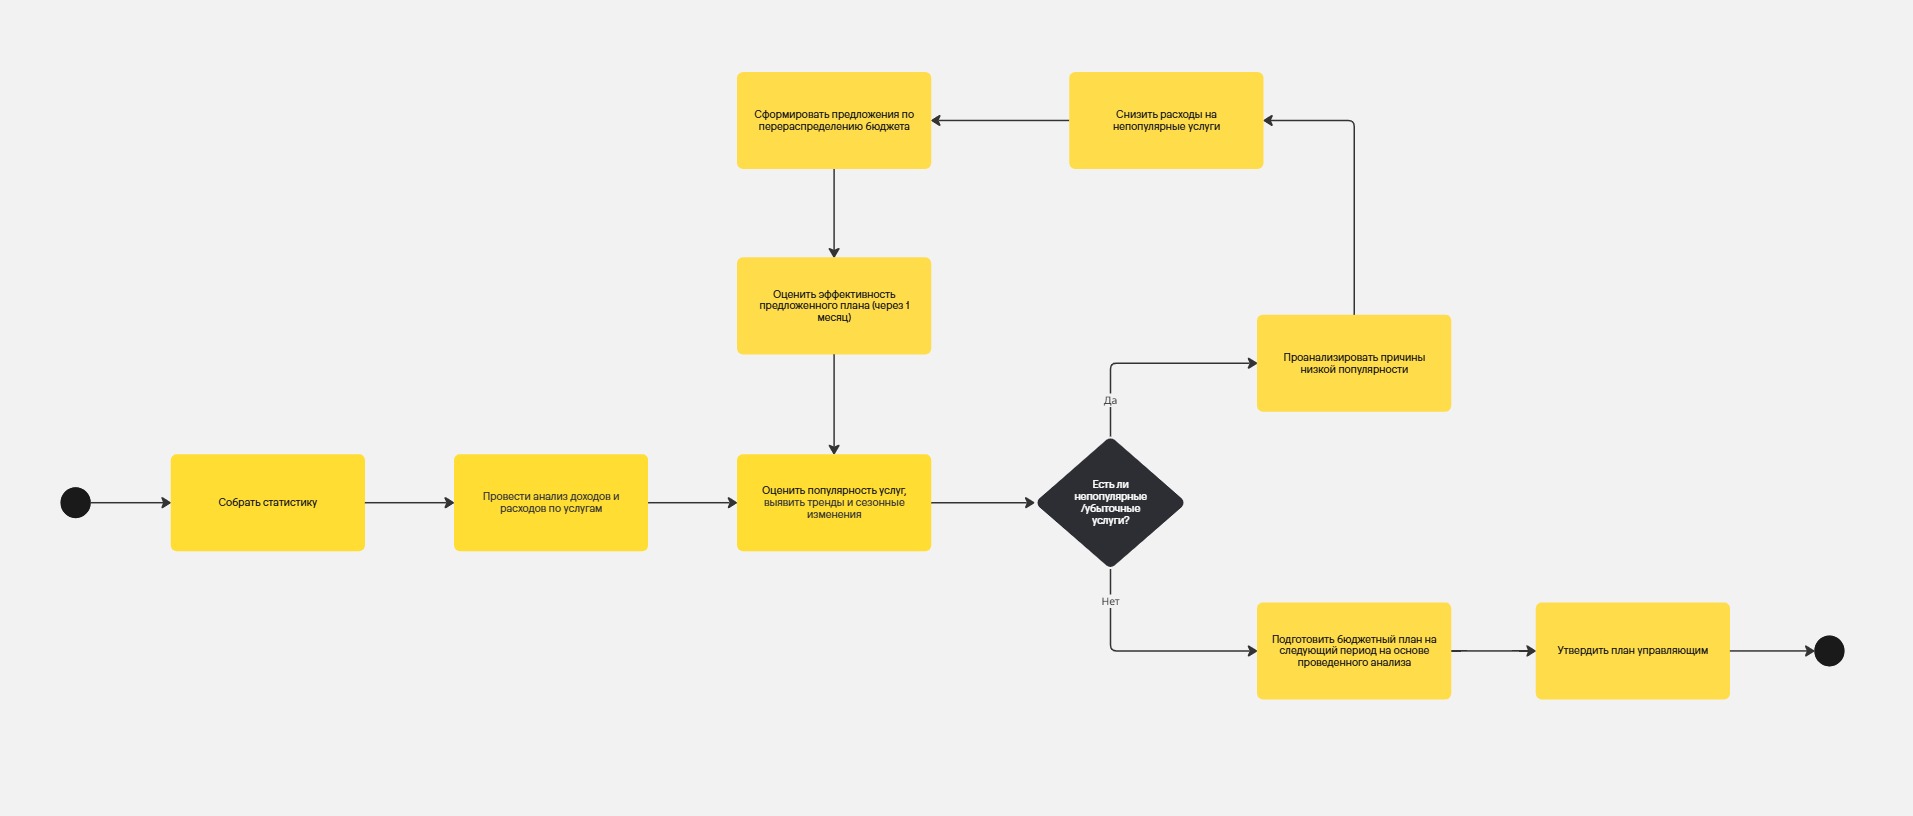 Сформировать предложения по
перераспределению бюджета
Снизить расходы на
непопулярные услуги
Оценить эффективность
предложенного плана (через 1
месяц)
Проанализировать причины
низкой популярности
Да
Собрать статистику
Провести анализ доходов и
расходов по услугам
Оценить популярность услуг,
выявить тренды и сезонные
изменения
Есть ли
непопулярные
/убыточные
услуги?
Нет
Подготовить бюджетный план на
следующий период на основе
проведенного анализа
Утвердить план управляющим